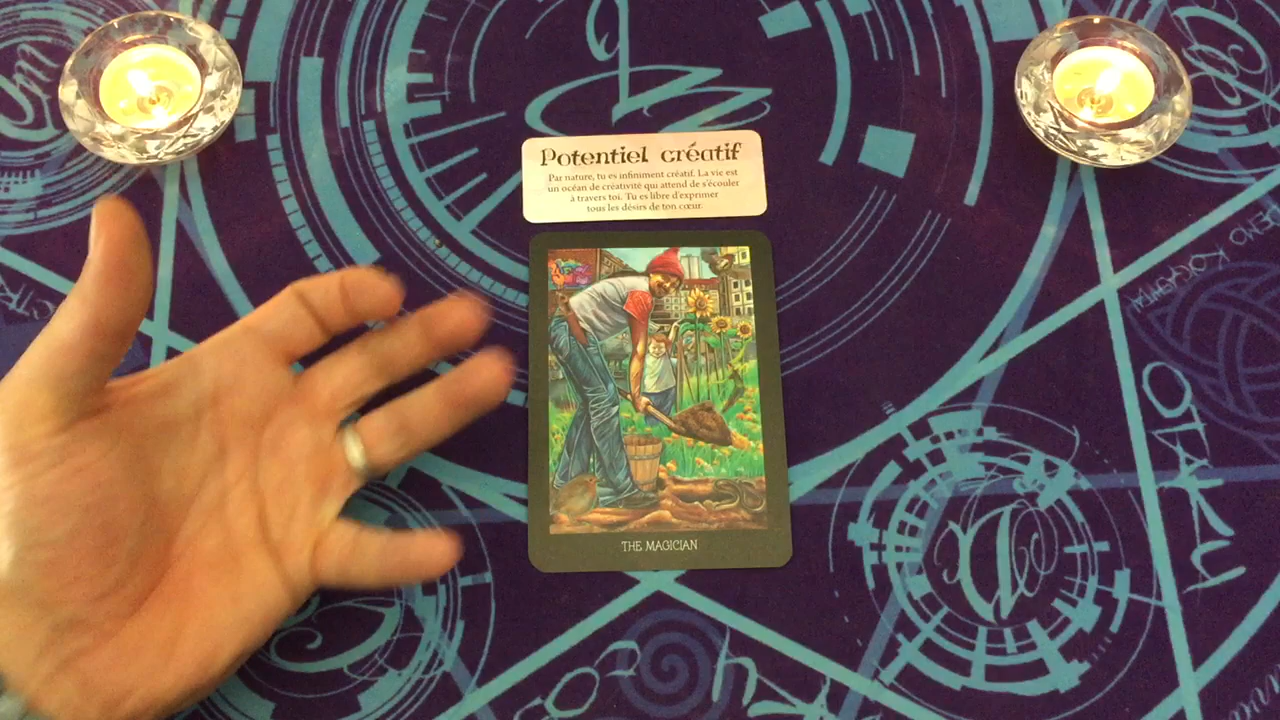 Potentiel créatif
Par nature, tu es infiniment créatif. La vie est
un océan de créativité qui attend de s'écouler
à travers toi. Tu es libre d'exprimer
tous les désirs de ton cœur.
THE MAGICIAN